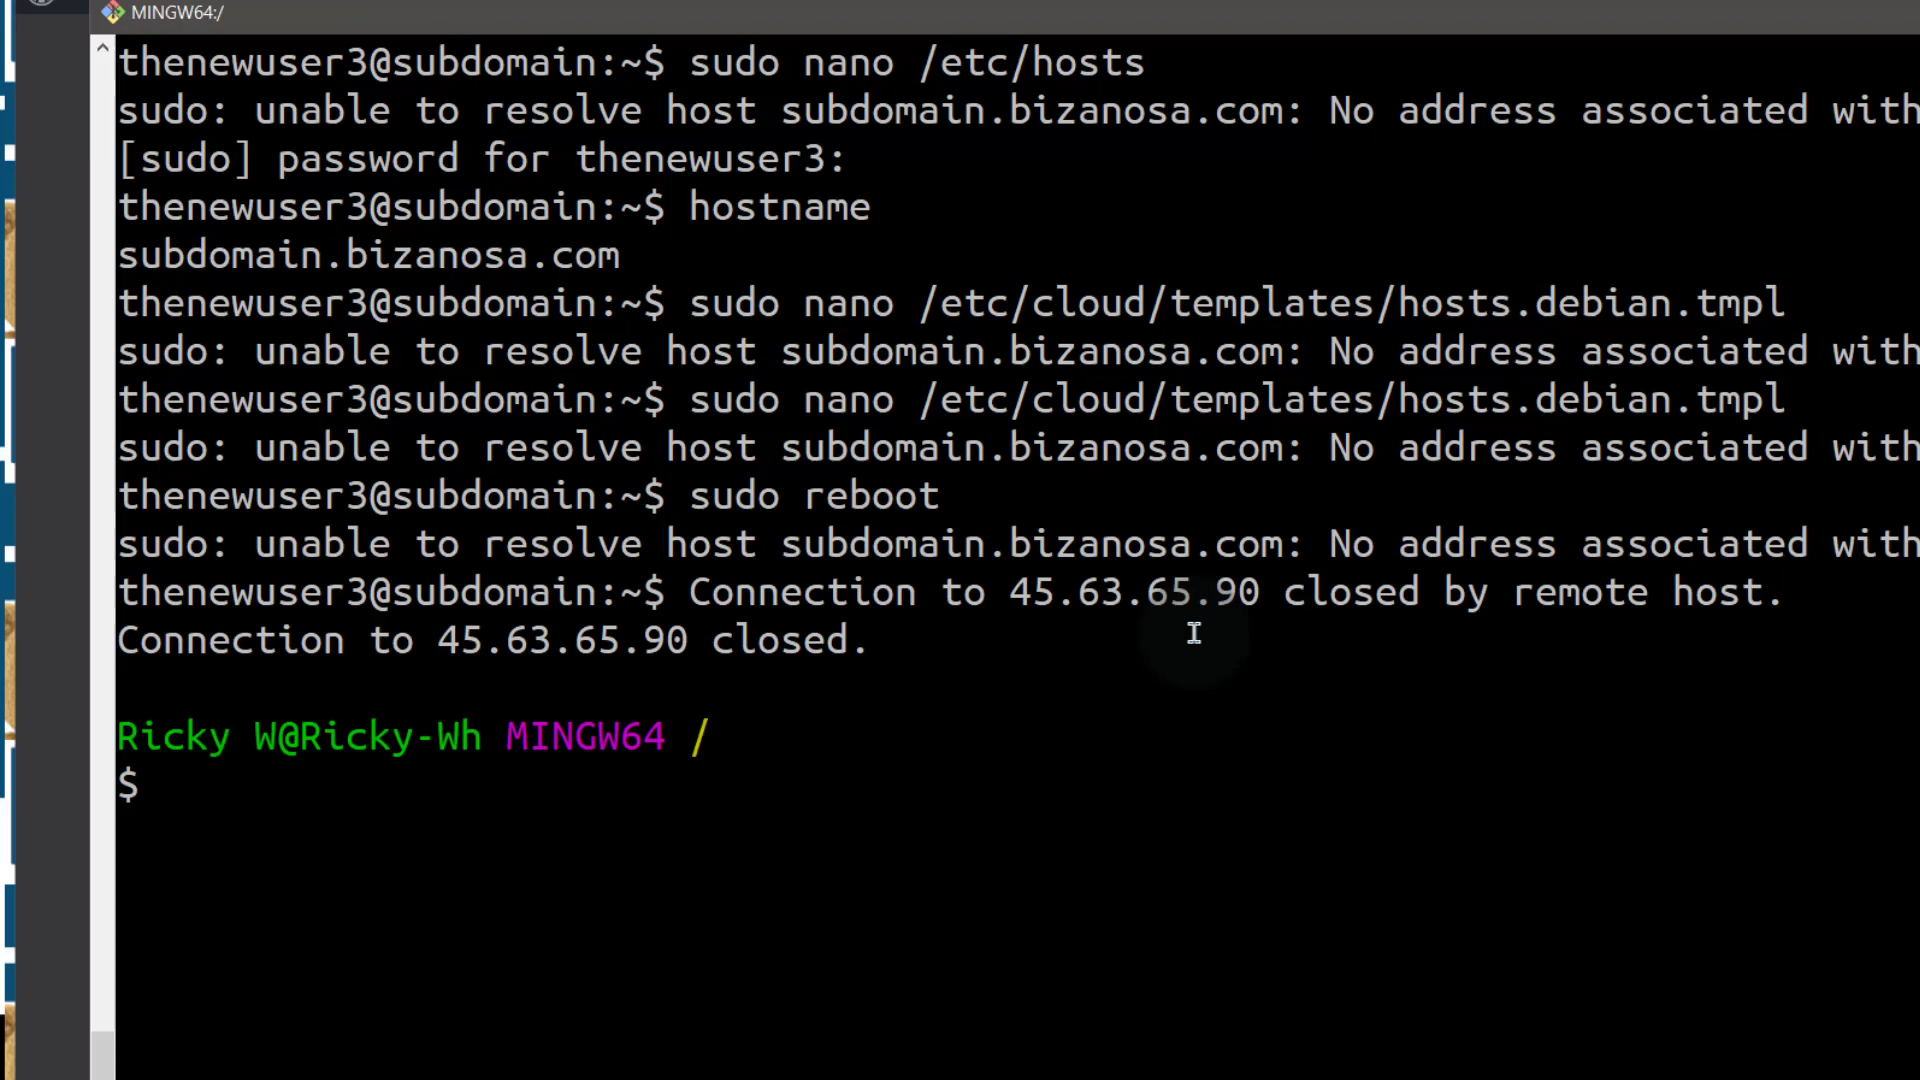 MINGW64:/
thenewuser3@subdomain:~$ sudo nano /etc/hosts
sudo: unable to resolve host subdomain.bizanosa.com: No address associated with
[sudo] password for thenewuser3:
thenewuser3@subdomain:~$ hostname
subdomain.bizanosa.com
thenewuser3@subdomain:~$ sudo nano /etc/cloud/templates/hosts.debian.tmpl
sudo: unable to resolve host subdomain.bizanosa.com: No address associated with
thenewuser3@subdomain:~$ sudo nano /etc/cloud/templates/hosts.debian.tmpl
sudo: unable to resolve host subdomain.bizanosa.com: No address associated with
thenewuser3@subdomain:~$ sudo reboot
sudo: unable to resolve host subdomain.bizanosa.com: No address associated with
thenewuser3@subdomain:~$ Connection to 45.63.65.90 closed by remote host.
Connection to 45.63.65.90 closed.
Ricky W@Ricky-Wh MINGW64 /
$